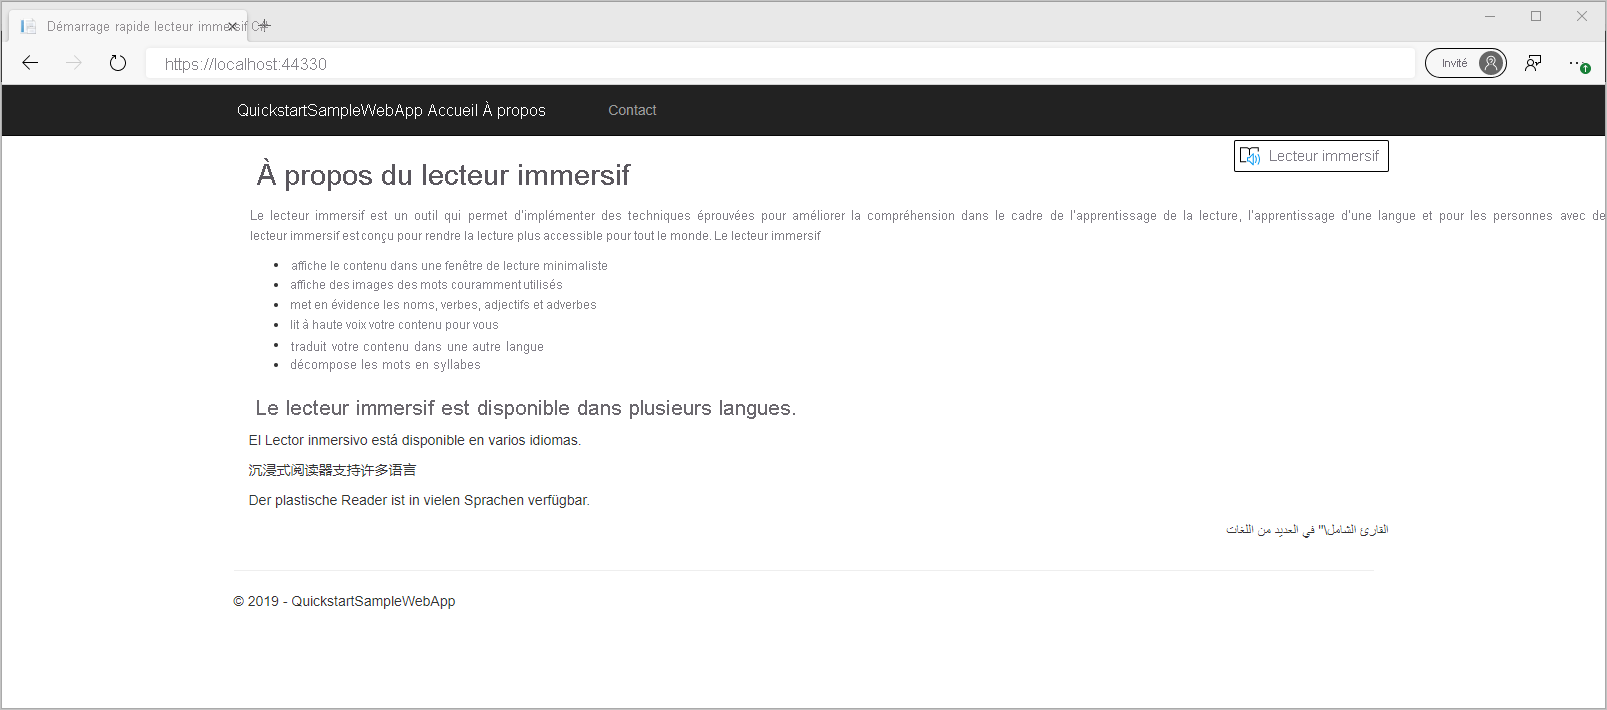 Démarrage rapide lecteur immersif C#
https://localhost:44330
Invité
QuickstartSampleWebApp Accueil À propos Contact
Lecteur immersif
À propos du lecteur immersif
Le lecteur immersif est un outil qui permet d'implémenter des techniques éprouvées pour améliorer la compréhension dans le cadre de l'apprentissage de la lecture, l'apprentissage d'une langue et pour les personnes avec de
lecteur immersif est conçu pour rendre la lecture plus accessible pour tout le monde. Le lecteur immersif
• affiche le contenu dans une fenêtre de lecture minimaliste
• affiche des images des mots couramment utilisés
• met en évidence les noms, verbes, adjectifs et adverbes
• lit à haute voix votre contenu pour vous
• traduit votre contenu dans une autre langue
• décompose les mots en syllabes
Le lecteur immersif est disponible dans plusieurs langues.
El Lector inmersivo está disponible en varios idiomas.
沉浸式阅读器支持许多语言
Der plastische Reader ist in vielen Sprachen verfügbar.
القارئ الشامل\" في العديد من اللغات
© 2019 - QuickstartSampleWebApp